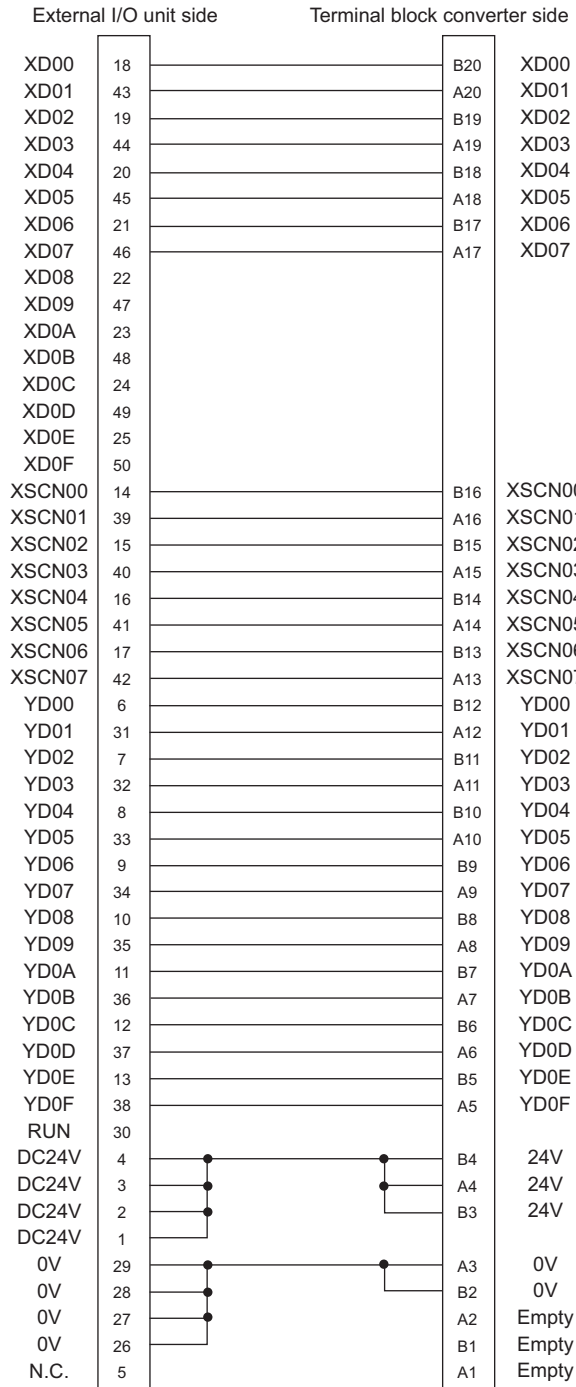 External I/O unit side Terminal block converter side
XD00 18 B20 XD00
XD01 43 A20 XD01
XD02 19 B19 XD02
XD03 44 A19 XD03
XD04 20 B18 XD04
XD05 45 A18 XD05
XD06 21 B17 XD06
XD07 46 A17 XD07
XD08 22
XD09 47
XD0A 23
XD0B 48
XD0C 24
XD0D 49
XD0E 25
XD0F 50
XSCN00 14 B16 XSCN00
XSCN01 39 A16 XSCN01
XSCN02 15 B15 XSCN02
XSCN03 40 A15 XSCN03
XSCN04 16 B14 XSCN04
XSCN05 41 A14 XSCN05
XSCN06 17 B13 XSCN06
XSCN07 42 A13 XSCN07
YD00 6 B12 YD00
YD01 31 A12 YD01
YD02 7 B11 YD02
YD03 32 A11 YD03
YD04 8 B10 YD04
YD05 33 A10 YD05
YD06 9 B9 YD06
YD07 34 A9 YD07
YD08 10 B8 YD08
YD09 35 A8 YD09
YD0A 11 B7 YD0A
YD0B 36 A7 YD0B
YD0C 12 B6 YD0C
YD0D 37 A6 YD0D
YD0E 13 B5 YD0E
YD0F 38 A5 YD0F
RUN 30
DC24V 4 B4 24V
DC24V 3 A4 24V
DC24V 2 B3 24V
DC24V 1
0V 29 A3 0V
0V 28 B2 0V
0V 27 A2 Empty
0V 26 B1 Empty
N.C. 5 A1 Empty